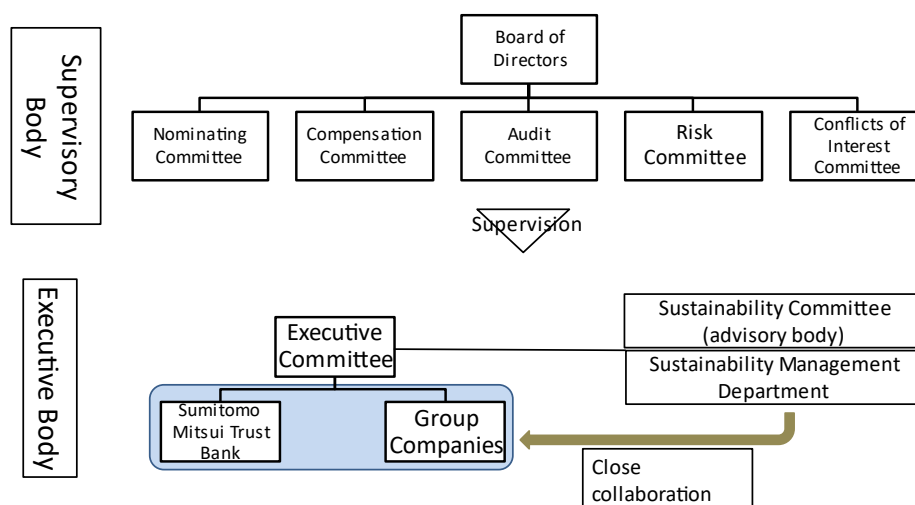 Supervisory
Body
Board of
Directors
Nominating
Committee
Compensation
Committee
Audit
Committee
Risk
Committee
Conflicts of
Interest
Committee
Supervision
Executive Body
Executive
Committee
Sustainability Committee
(advisory body)
Sustainability Management
Department
Sumitomo
Mitsui Trust
Bank
Group
Companies
Close
collaboration